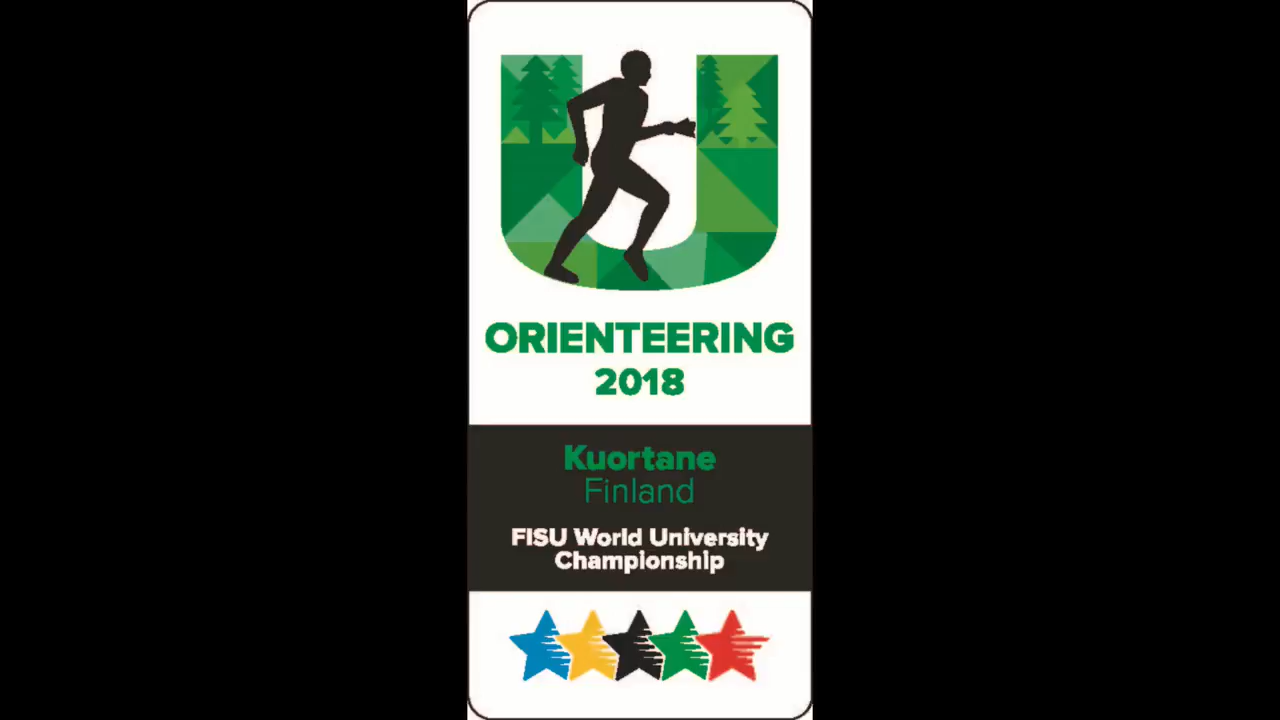 ORIENTEERING
2018
Kuortane
Finland
FISU World University
Championship